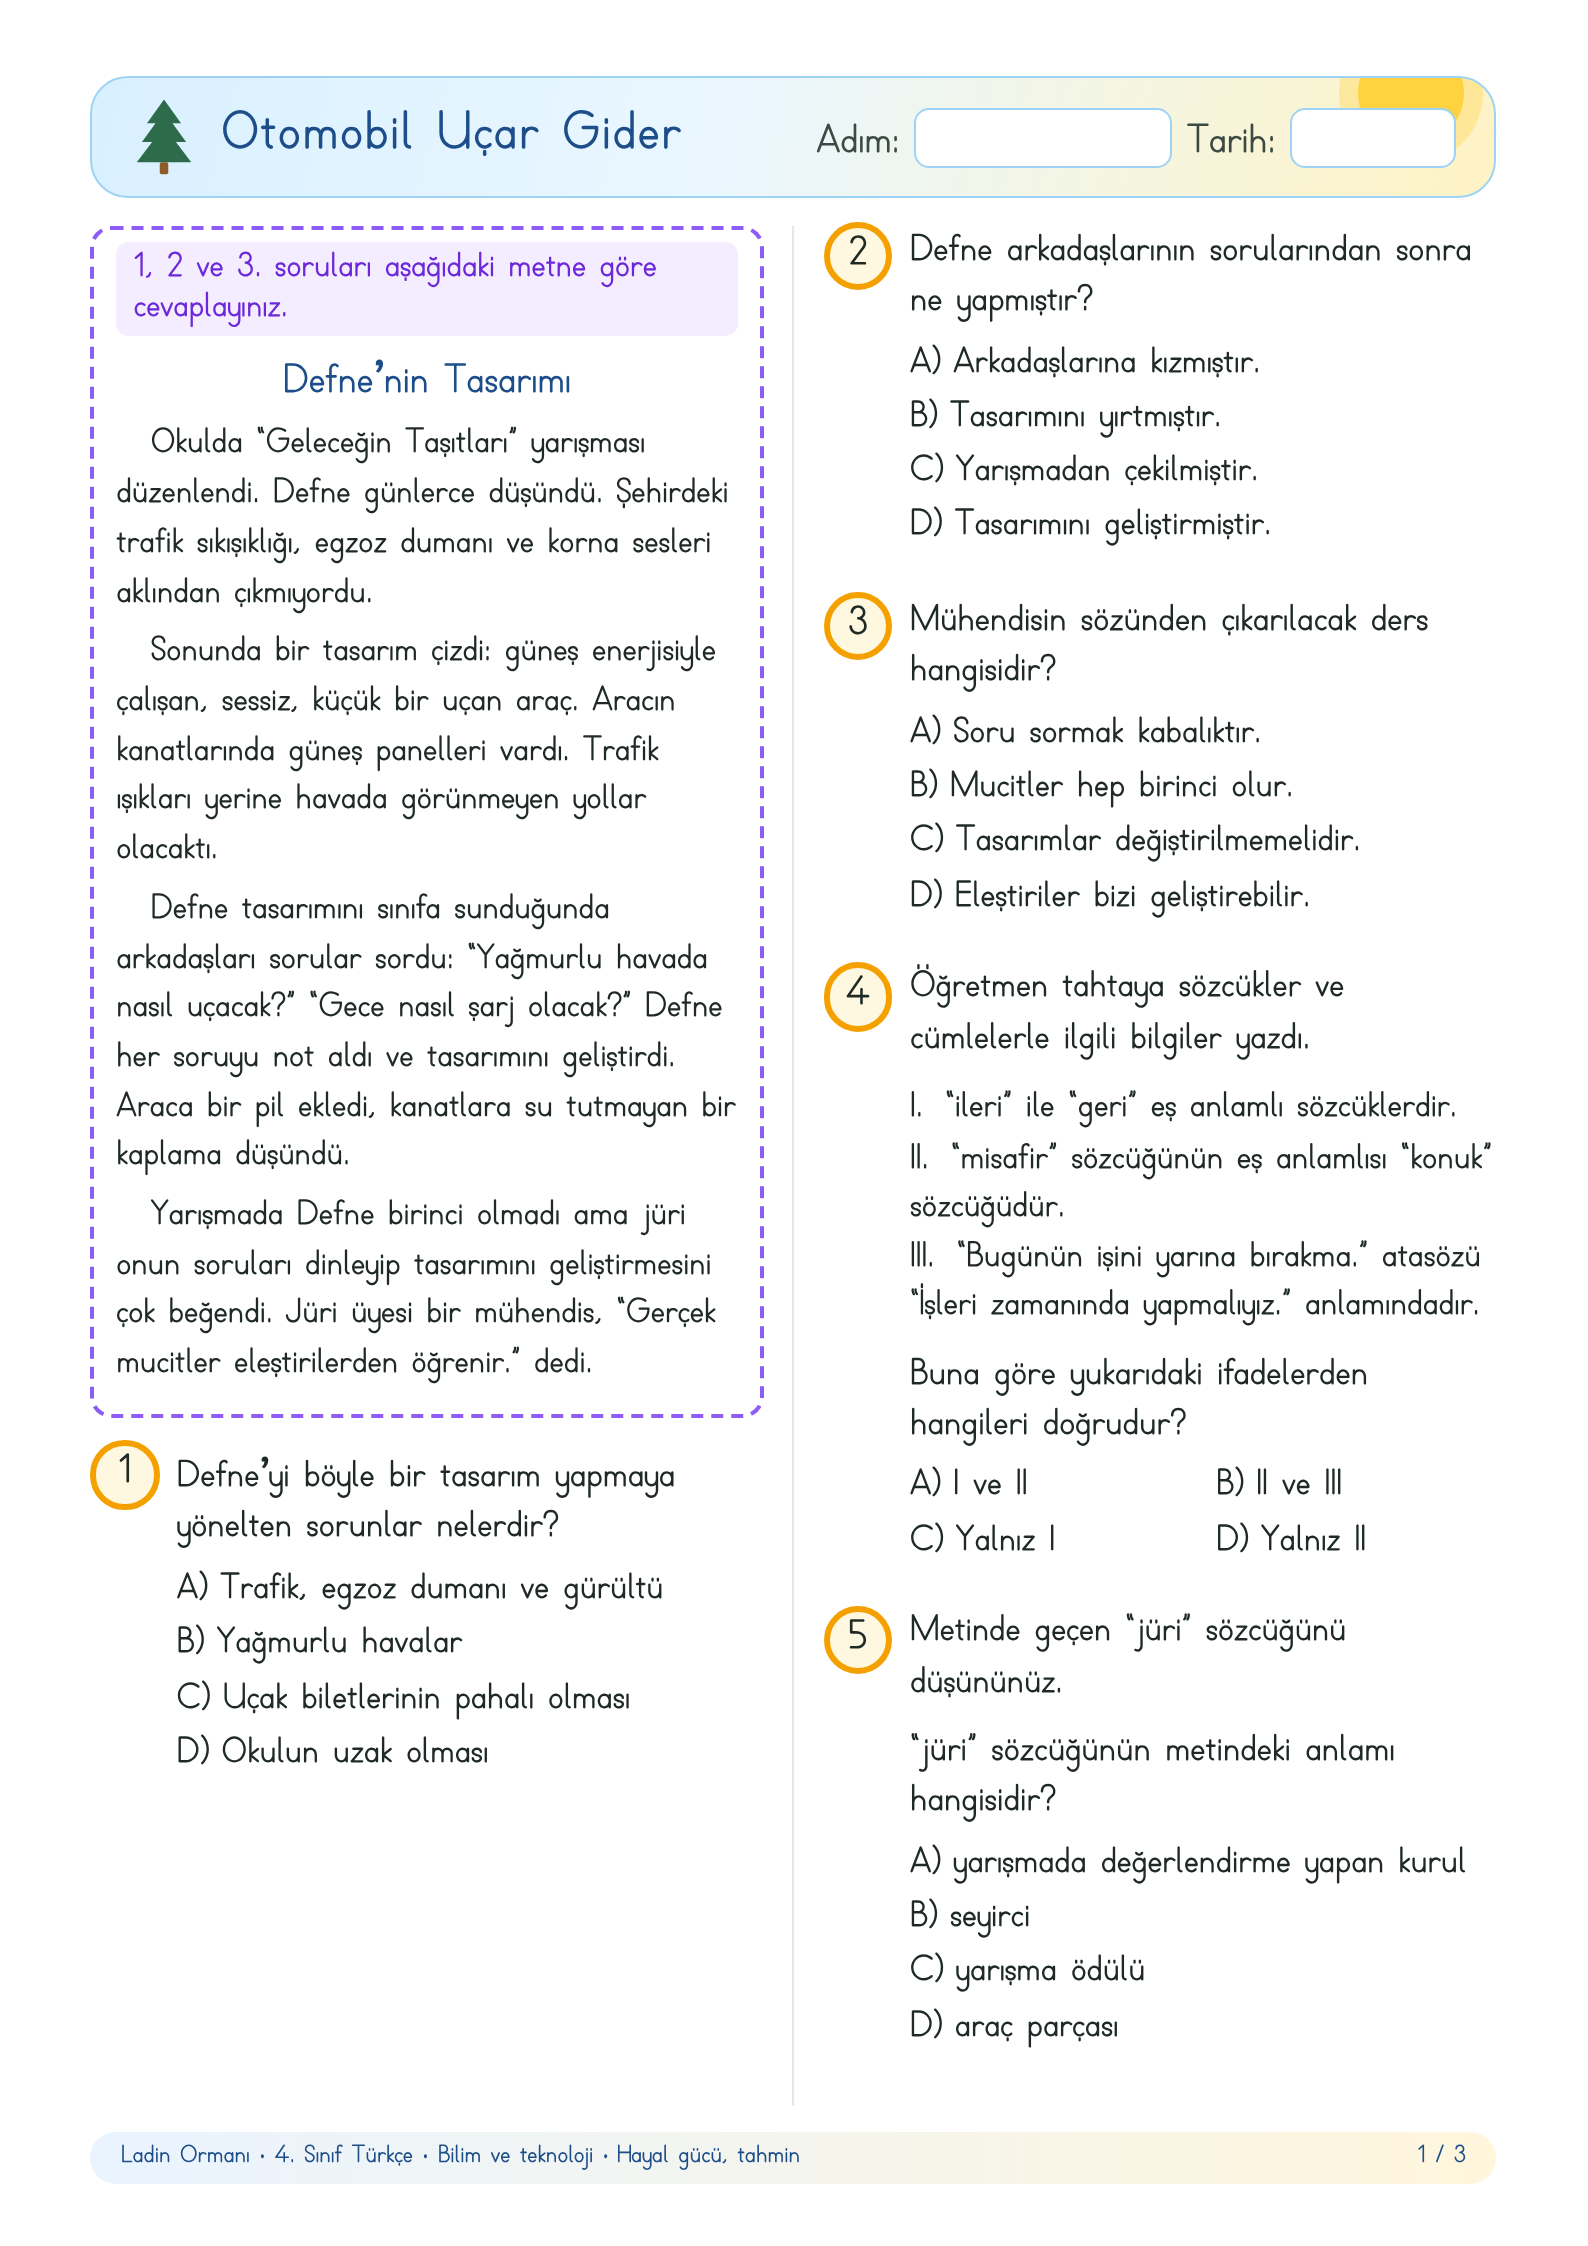 Otomobil Uçar Gider
Adım:
Tarih:
1, 2 ve 3. soruları aşağıdaki metne göre
cevaplayınız.
Defne’nin Tasarımı
Okulda “Geleceğin Taşıtları” yarışması
düzenlendi. Defne günlerce düşündü. Şehirdeki
trafik sıkışıklığı, egzoz dumanı ve korna sesleri
aklından çıkmıyordu.
Sonunda bir tasarım çizdi: güneş enerjisiyle
çalışan, sessiz, küçük bir uçan araç. Aracın
kanatlarında güneş panelleri vardı. Trafik
ışıkları yerine havada görünmeyen yollar
olacaktı.
Defne tasarımını sınıfa sunduğunda
arkadaşları sorular sordu: “Yağmurlu havada
nasıl uçacak?” “Gece nasıl şarj olacak?” Defne
her soruyu not aldı ve tasarımını geliştirdi.
Araca bir pil ekledi, kanatlara su tutmayan bir
kaplama düşündü.
Yarışmada Defne birinci olmadı ama jüri
onun soruları dinleyip tasarımını geliştirmesini
çok beğendi. Jüri üyesi bir mühendis, “Gerçek
mucitler eleştirilerden öğrenir.” dedi.
1
Defne’yi böyle bir tasarım yapmaya
yönelten sorunlar nelerdir?
A) Trafik, egzoz dumanı ve gürültü
B) Yağmurlu havalar
C) Uçak biletlerinin pahalı olması
D) Okulun uzak olması
2
Defne arkadaşlarının sorularından sonra
ne yapmıştır?
A) Arkadaşlarına kızmıştır.
B) Tasarımını yırtmıştır.
C) Yarışmadan çekilmiştir.
D) Tasarımını geliştirmiştir.
3
Mühendisin sözünden çıkarılacak ders
hangisidir?
A) Soru sormak kabalıktır.
B) Mucitler hep birinci olur.
C) Tasarımlar değiştirilmemelidir.
D) Eleştiriler bizi geliştirebilir.
4
Öğretmen tahtaya sözcükler ve
cümlelerle ilgili bilgiler yazdı.
I. “ileri” ile “geri” eş anlamlı sözcüklerdir.
II. “misafir” sözcüğünün eş anlamlısı “konuk”
sözcüğüdür.
III. “Bugünün işini yarına bırakma.” atasözü
“İşleri zamanında yapmalıyız.” anlamındadır.
Buna göre yukarıdaki ifadelerden
hangileri doğrudur?
A) I ve II
B) II ve III
C) Yalnız I
D) Yalnız II
5
Metinde geçen “jüri” sözcüğünü
düşününüz.
“jüri” sözcüğünün metindeki anlamı
hangisidir?
A) yarışmada değerlendirme yapan kurul
B) seyirci
C) yarışma ödülü
D) araç parçası
Ladin Ormanı • 4. Sınıf Türkçe • Bilim ve teknoloji • Hayal gücü, tahmin
1 / 3